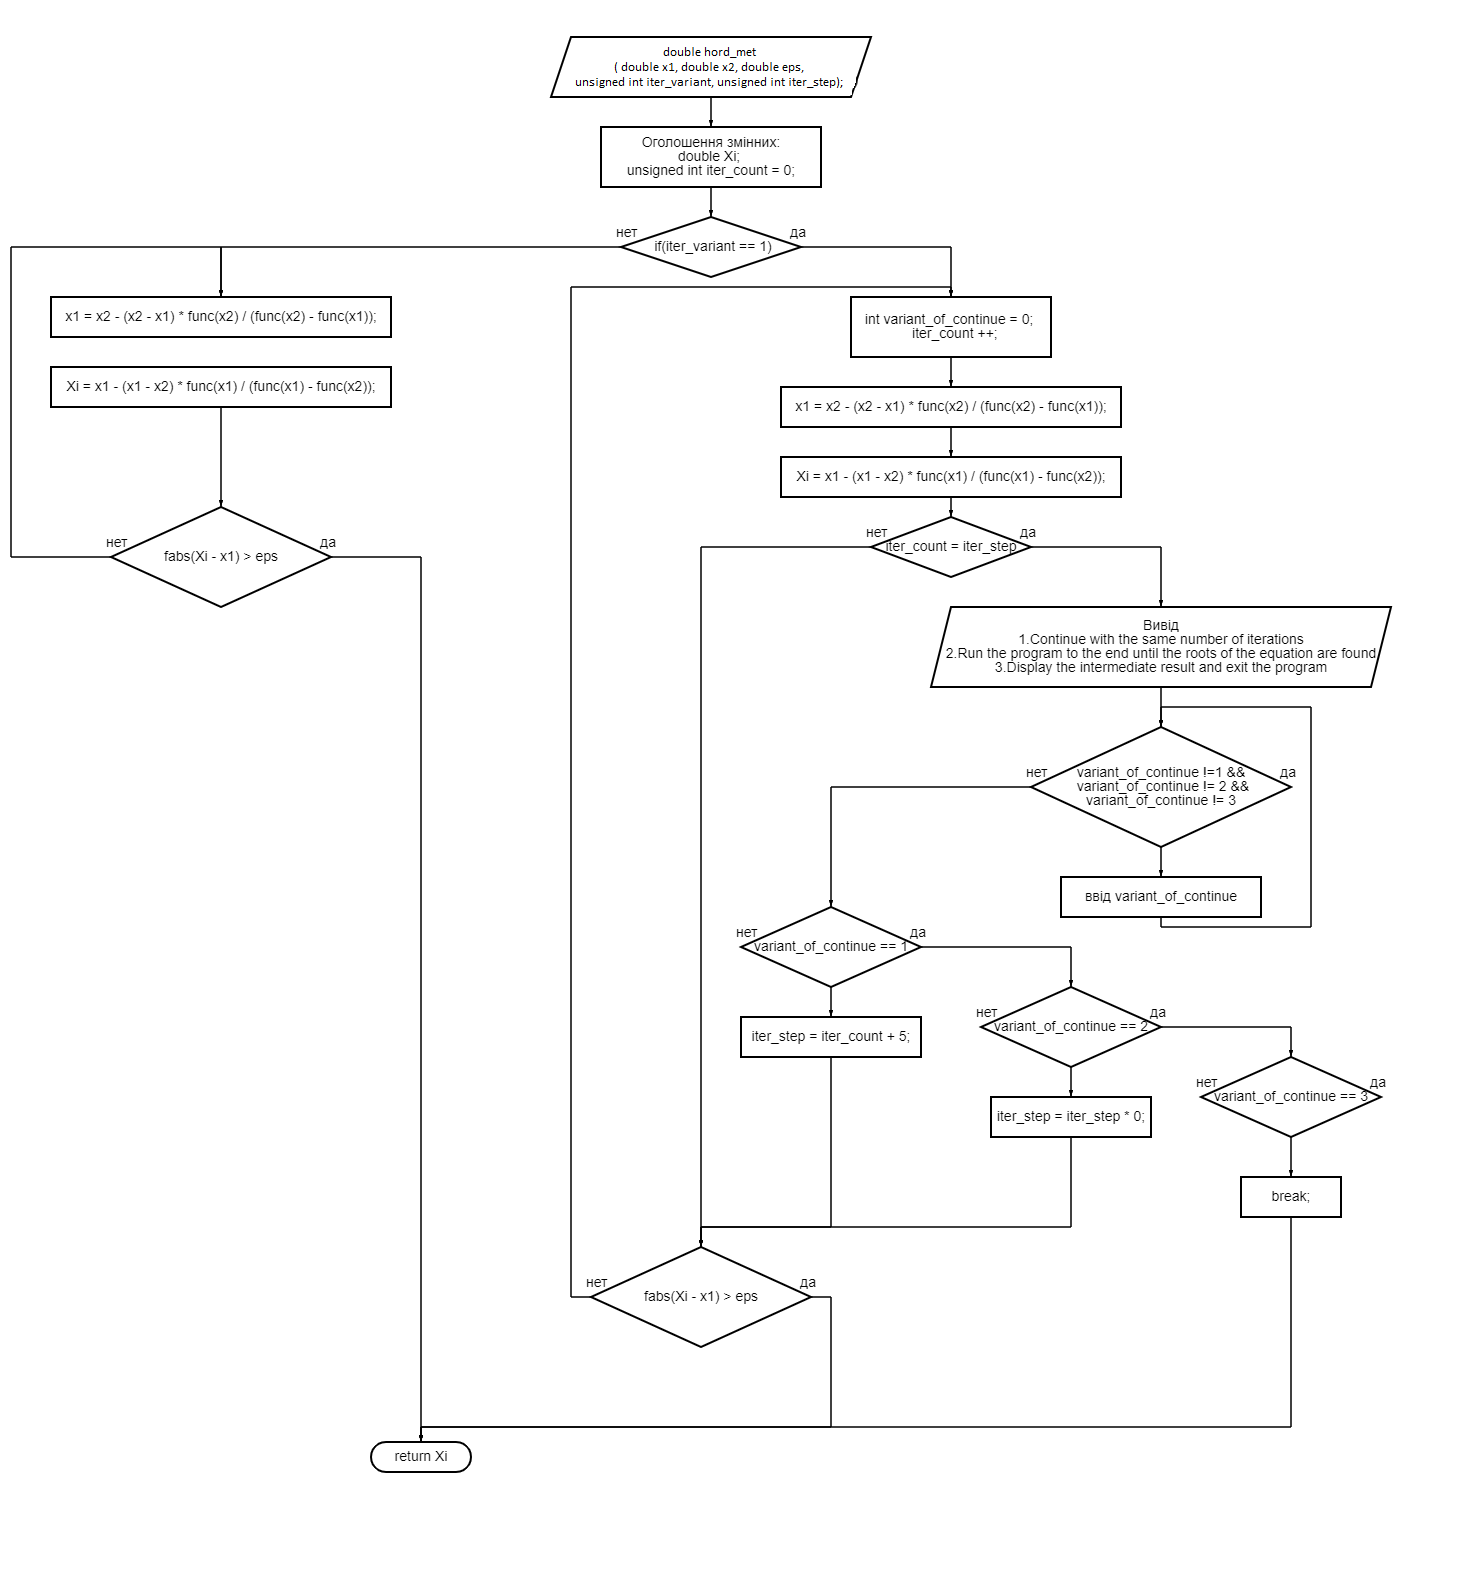 double hord_met
( double x1, double x2, double eps,
unsigned int iter_variant, unsigned int iter_step);
Оголошення змінних:
double Xi;
unsigned int iter_count = 0;
нет
да
if(iter_variant == 1)
x1 = x2 - (x2 - x1) * func(x2) / (func(x2) - func(x1));
Xi = x1 - (x1 - x2) * func(x1) / (func(x1) - func(x2));
нет
да
fabs(Xi - x1) > eps
int variant_of_continue = 0;
iter_count ++;
x1 = x2 - (x2 - x1) * func(x2) / (func(x2) - func(x1));
Xi = x1 - (x1 - x2) * func(x1) / (func(x1) - func(x2));
нет
да
iter_count = iter_step
Вивід
1.Continue with the same number of iterations
2.Run the program to the end until the roots of the equation are found
3.Display the intermediate result and exit the program
нет
да
variant_of_continue !=1 &&
variant_of_continue != 2 &&
variant_of_continue != 3
ввід variant_of_continue
нет
да
variant_of_continue == 1
iter_step = iter_count + 5;
нет
да
variant_of_continue == 2
iter_step = iter_step * 0;
нет
да
variant_of_continue == 3
break;
нет
да
fabs(Xi - x1) > eps
return Xi